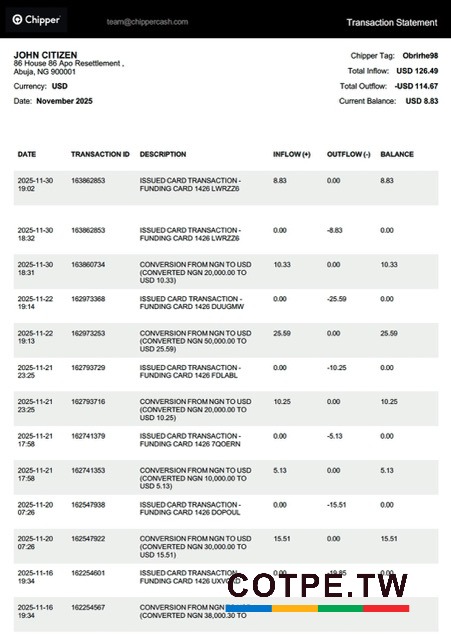 Chipper
team@chippercash.com
Transaction Statement
JOHN CITIZEN
86 House 86 Apo Resettlement ,
Abuja, NG 900001
Currency: USD
Date: November 2025
Chipper Tag: Obrirhe98
Total Inflow: USD 126.49
Total Outflow: -USD 114.67
Current Balance: USD 8.83
DATE TRANSACTION ID DESCRIPTION INFLOW (+) OUTFLOW (-) BALANCE
2025-11-30 163862853 ISSUED CARD TRANSACTION - 8.83 0.00 8.83
19:02 FUNDING CARD 1426 LWRZZ6
2025-11-30 163862853 ISSUED CARD TRANSACTION - 0.00 -8.83 0.00
18:32 FUNDING CARD 1426 LWRZZ6
2025-11-30 163860734 CONVERSION FROM NGN TO USD 10.33 0.00 10.33
18:31 (CONVERTED NGN 20,000.00 TO
USD 10.33)
2025-11-22 162973368 ISSUED CARD TRANSACTION - 0.00 -25.59 0.00
19:14 FUNDING CARD 1426 DUUGMW
2025-11-22 162973253 CONVERSION FROM NGN TO USD 25.59 0.00 25.59
19:13 (CONVERTED NGN 50,000.00 TO
USD 25.59)
2025-11-21 162793729 ISSUED CARD TRANSACTION - 0.00 -10.25 0.00
23:25 FUNDING CARD 1426 FDLABL
2025-11-21 162793716 CONVERSION FROM NGN TO USD 10.25 0.00 10.25
23:25 (CONVERTED NGN 20,000.00 TO
USD 10.25)
2025-11-21 162741379 ISSUED CARD TRANSACTION - 0.00 -5.13 0.00
17:58 FUNDING CARD 1426 7QOERN
2025-11-21 162741353 CONVERSION FROM NGN TO USD 5.13 0.00 5.13
17:58 (CONVERTED NGN 10,000.00 TO
USD 5.13)
2025-11-20 162547938 ISSUED CARD TRANSACTION - 0.00 -15.51 0.00
07:26 FUNDING CARD 1426 DOPOUL
2025-11-20 162547922 CONVERSION FROM NGN TO USD 15.51 0.00 15.51
07:26 (CONVERTED NGN 30,000.00 TO
USD 15.51)
2025-11-16 162254601 ISSUED CARD TRANSACTION - 0.00 0.00
19:34 FUNDING CARD 1426
COTPE.TW
2025-11-16 162254567 CONVERSION FROM NGN
19:34 (CONVERTED NGN 38,000.30 TO